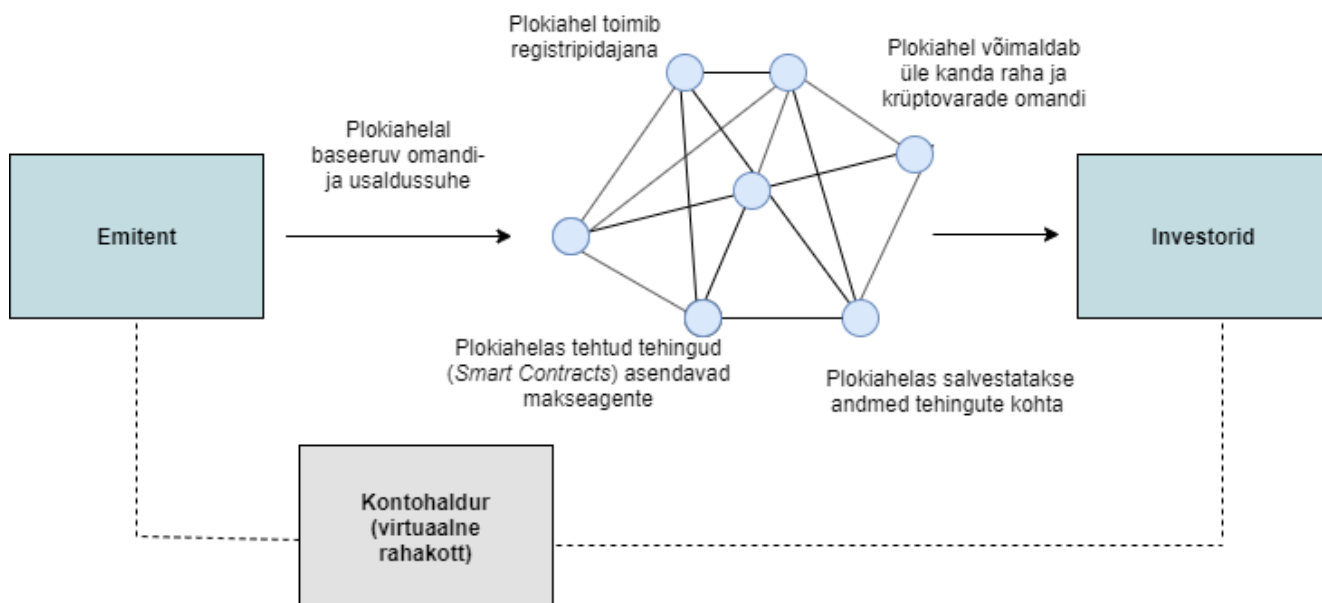 Plokiahel toimib
registripidajana
Plokiahel võimaldab
üle kanda raha ja
krüptovarade omandi
Plokiahelal
baseeruv omandi-
ja usaldussuhe
Emitent
Investorid
Plokiahelas tehtud tehingud
(Smart Contracts) asendavad
makseagente
Plokiahelas salvestatakse
andmed tehingute kohta
Kontohaldur
(virtuaalne
rahakott)